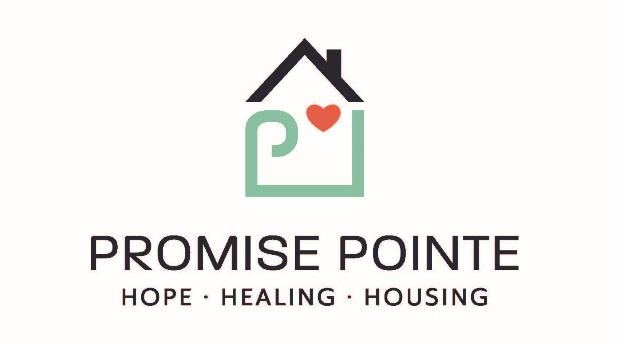 PROMISE POINTE
HOPE · HEALING · HOUSING